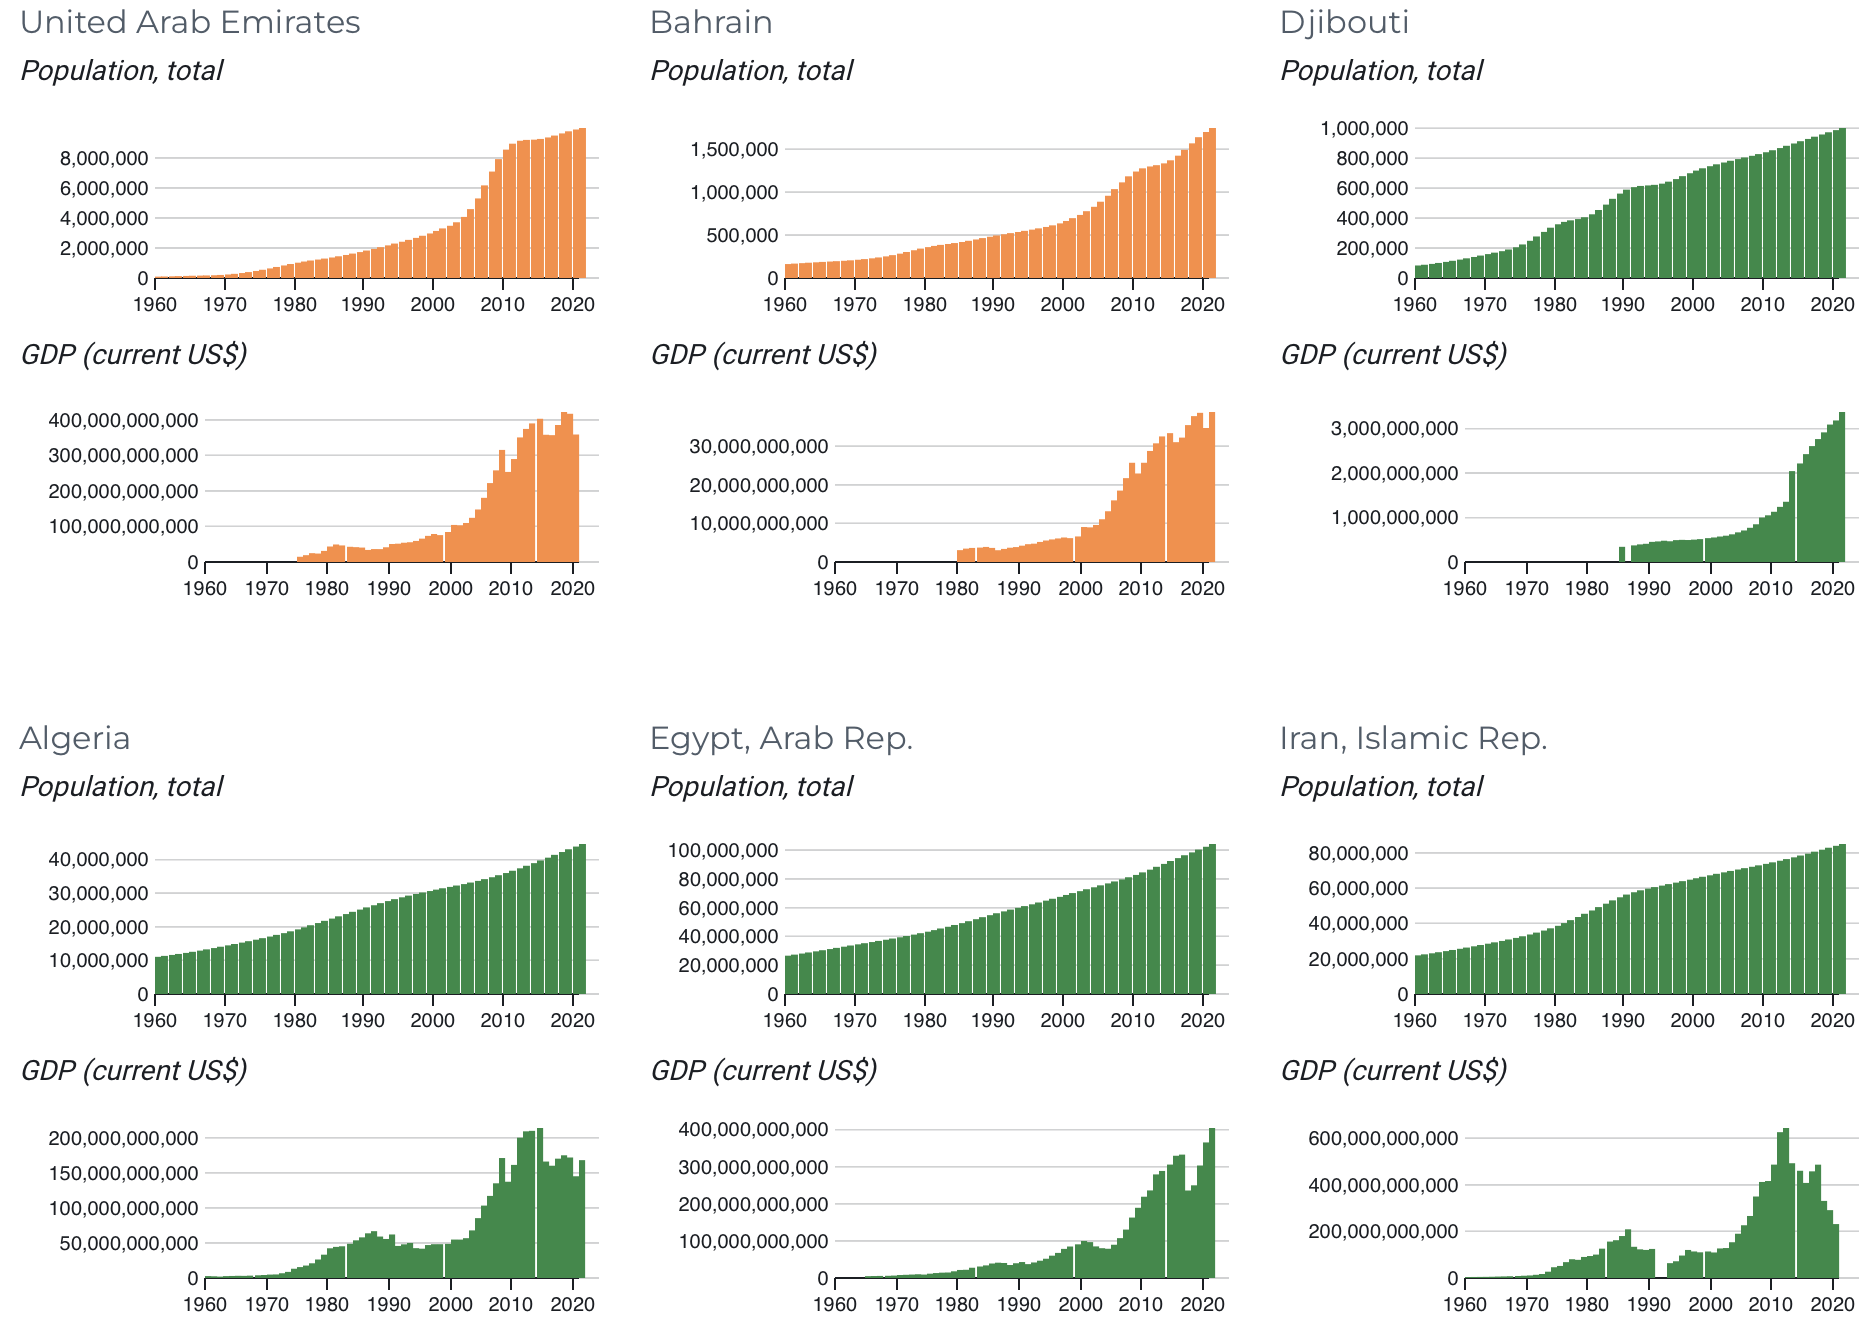 United Arab Emirates
Population, total
8,000,000
6,000,000
4,000,000
2,000,000
0
1960 1970 1980 1990 2000 2010 2020
GDP (current US$)
400,000,000,000
300,000,000,000
200,000,000,000
100,000,000,000
0
1960 1970 1980 1990 2000 2010 2020
Bahrain
Population, total
1,500,000
1,000,000
500,000
0
1960 1970 1980 1990 2000 2010 2020
GDP (current US$)
30,000,000,000
20,000,000,000
10,000,000,000
0
1960 1970 1980 1990 2000 2010 2020
Djibouti
Population, total
1,000,000
800,000
600,000
400,000
200,000
0
1960 1970 1980 1990 2000 2010 2020
GDP (current US$)
3,000,000,000
2,000,000,000
1,000,000,000
0
1960 1970 1980 1990 2000 2010 2020
Algeria
Population, total
40,000,000
30,000,000
20,000,000
10,000,000
0
1960 1970 1980 1990 2000 2010 2020
GDP (current US$)
200,000,000,000
150,000,000,000
100,000,000,000
50,000,000,000
0
1960 1970 1980 1990 2000 2010 2020
Egypt, Arab Rep.
Population, total
100,000,000
80,000,000
60,000,000
40,000,000
20,000,000
0
1960 1970 1980 1990 2000 2010 2020
GDP (current US$)
400,000,000,000
300,000,000,000
200,000,000,000
100,000,000,000
0
1960 1970 1980 1990 2000 2010 2020
Iran, Islamic Rep.
Population, total
80,000,000
60,000,000
40,000,000
20,000,000
0
1960 1970 1980 1990 2000 2010 2020
GDP (current US$)
600,000,000,000
400,000,000,000
200,000,000,000
0
1960 1970 1980 1990 2000 2010 2020